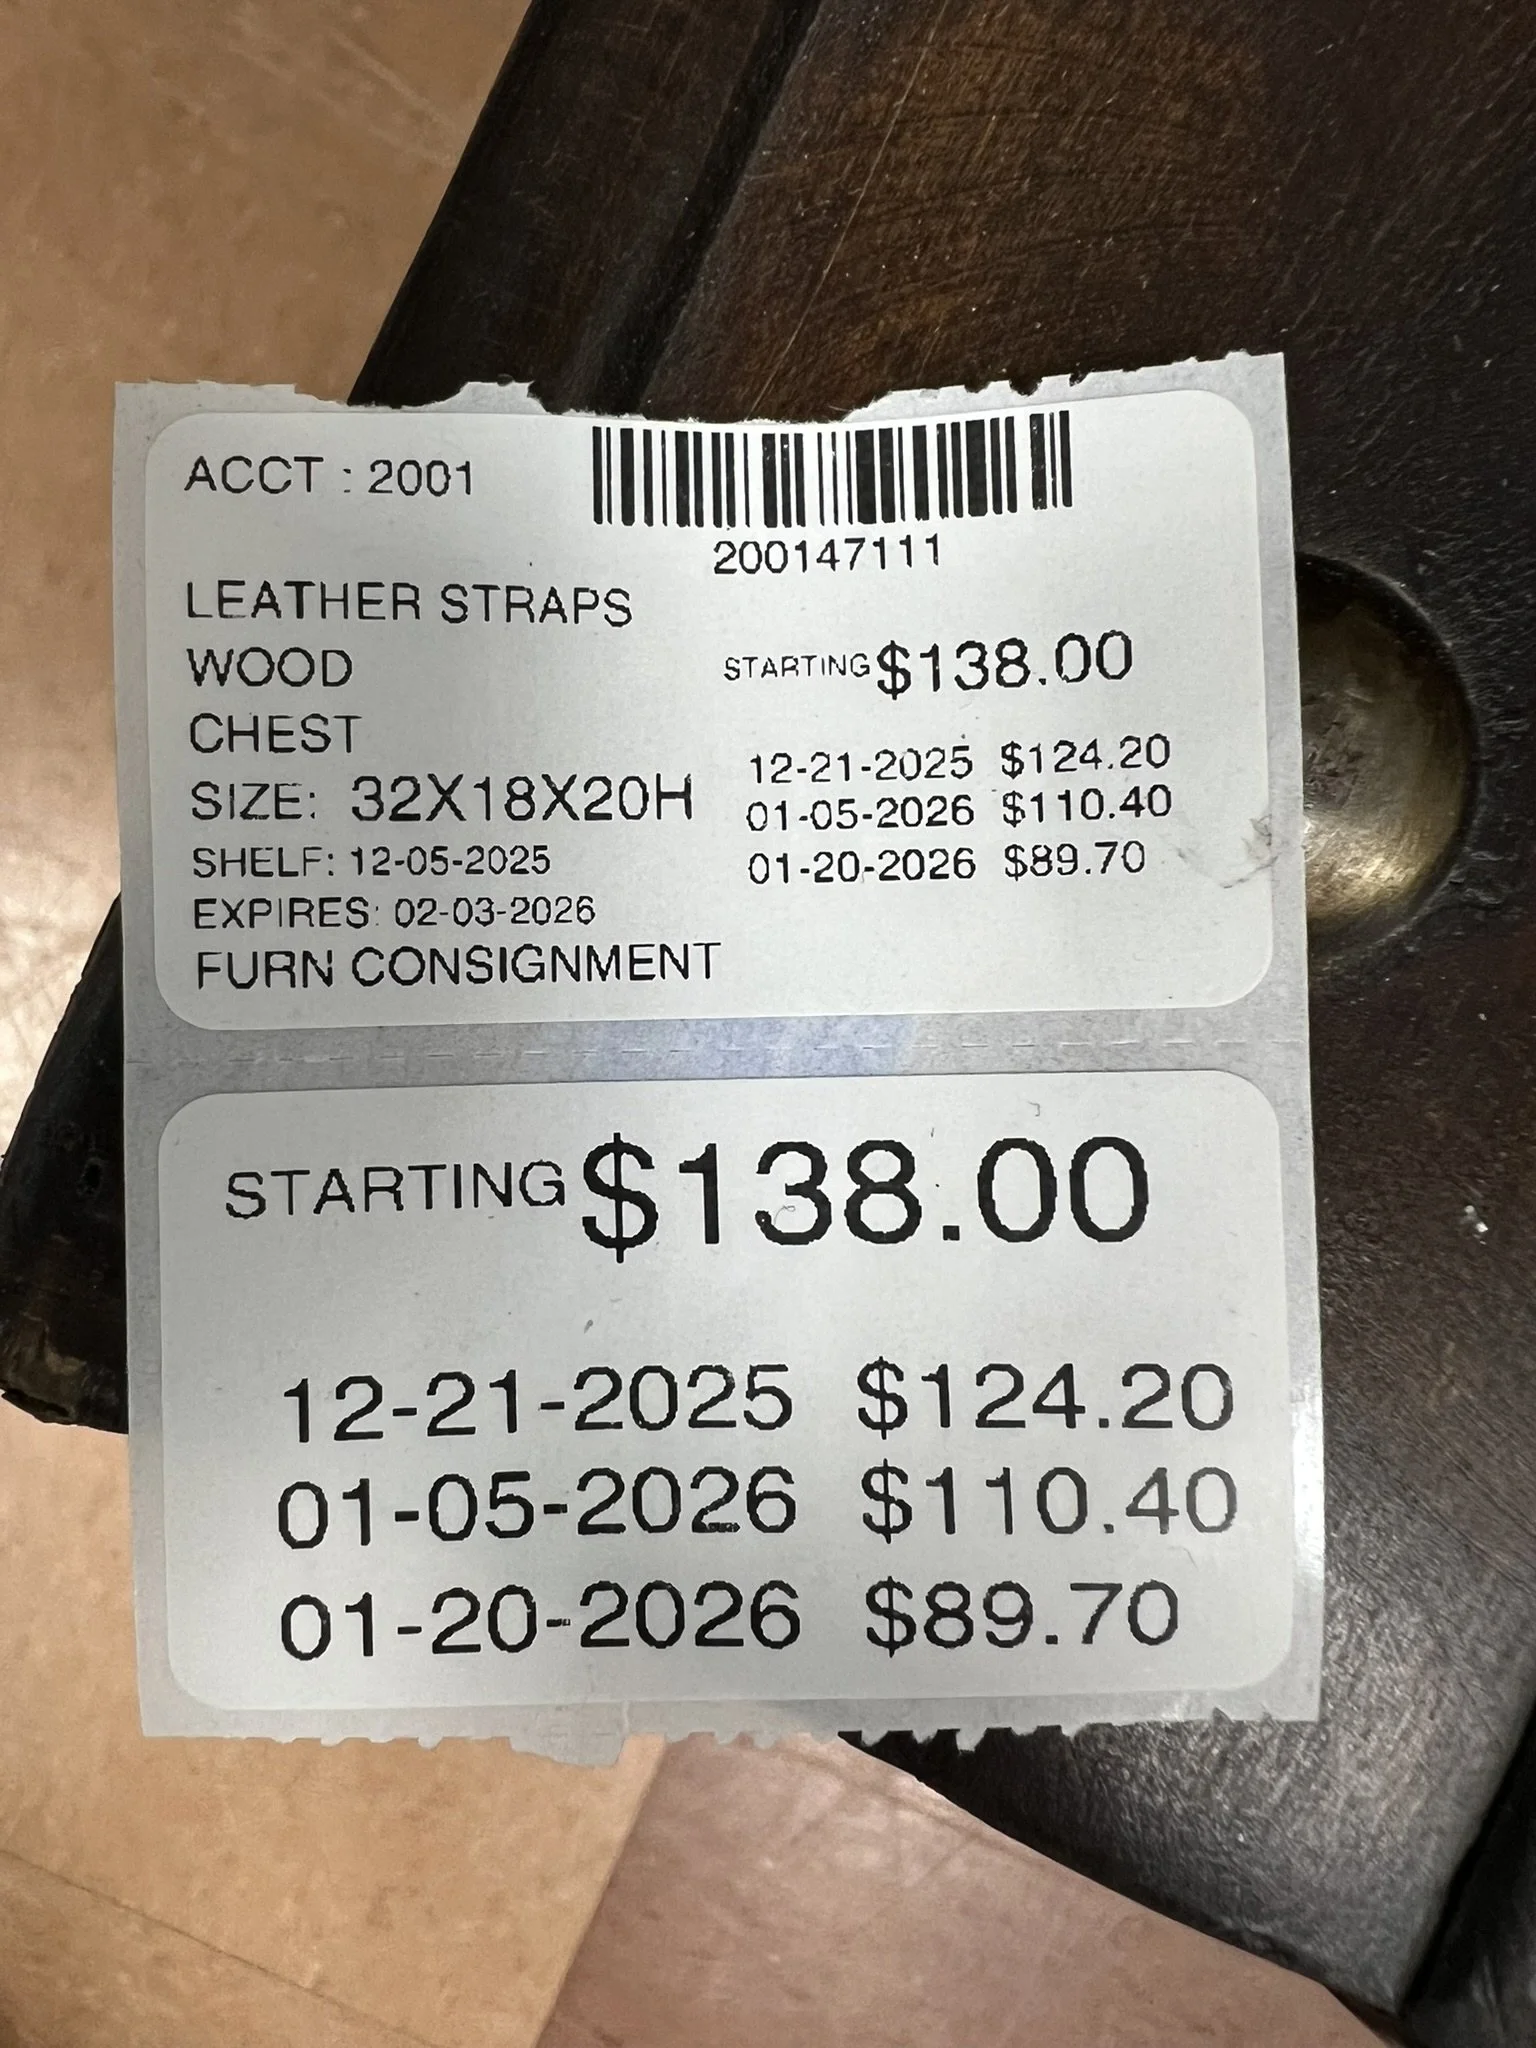 ACCT : 2001
200147111
LEATHER STRAPS
WOOD
STARTING $138.00
CHEST
12-21-2025 $124.20
SIZE: 32X18X20H
01-05-2026 $110.40
SHELF: 12-05-2025
01-20-2026 $89.70
EXPIRES: 02-03-2026
FURN CONSIGNMENT
STARTING $138.00
12-21-2025 $124.20
01-05-2026 $110.40
01-20-2026 $89.70